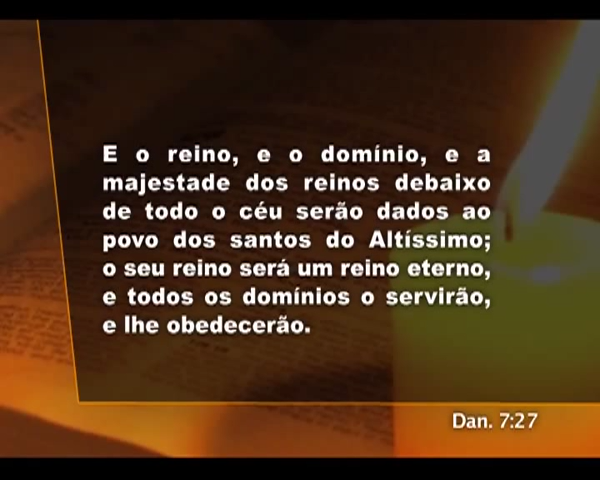 E o reino, e o domínio, e a
majestade dos reinos debaixo
de todo o céu serão dados ao
povo dos santos do Altíssimo;
o seu reino será um reino eterno,
e todos os domínios o servirão,
e lhe obedecerão.
Dan. 7:27